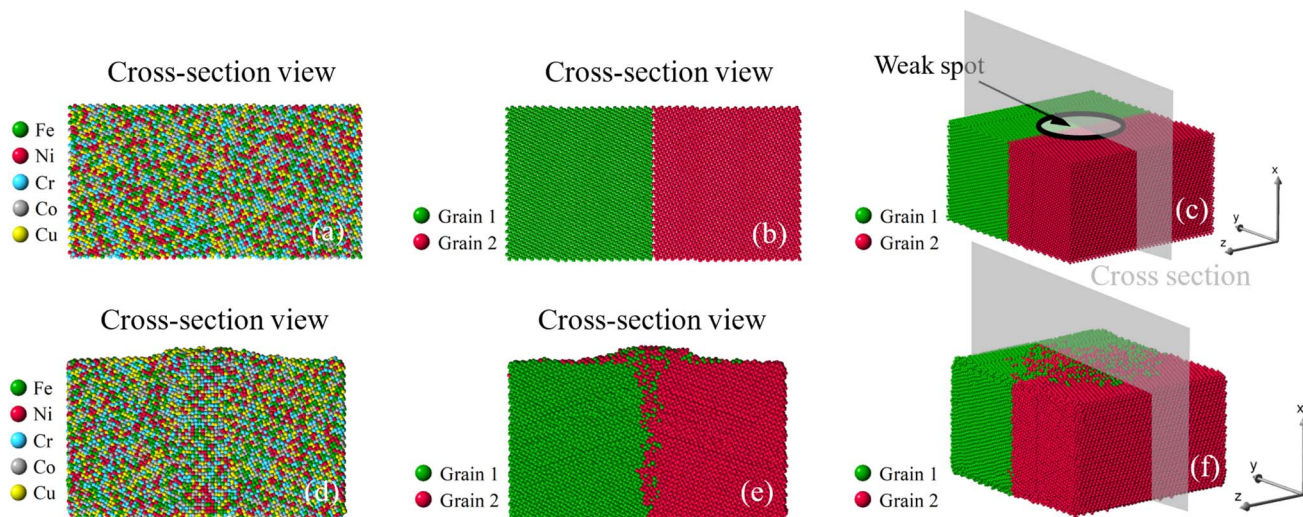 Cross-section view
Fe
Ni
Cr
Co
Cu
(a)
Cross-section view
Grain 1
Grain 2
(b)
Weak spot
Grain 1
Grain 2
(c)
x
y
z
Cross section
Cross-section view
Fe
Ni
Cr
Co
Cu
(d)
Cross-section view
Grain 1
Grain 2
(e)
Grain 1
Grain 2
(f)
x
y
z